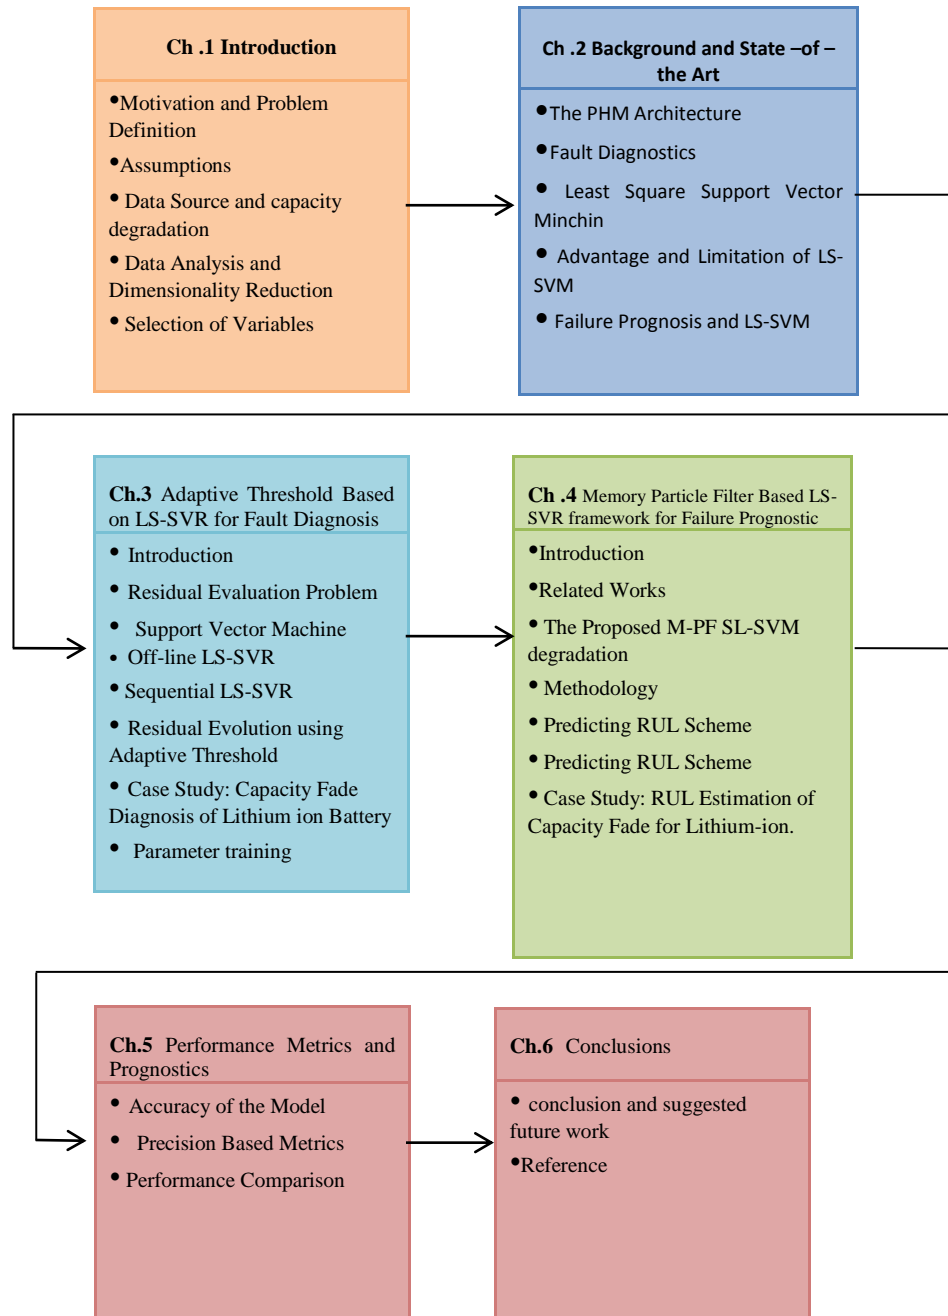 Ch .1 Introduction
•Motivation and Problem
Definition
•Assumptions
• Data Source and capacity
degradation
• Data Analysis and
Dimensionality Reduction
• Selection of Variables
Ch .2 Background and State –of –
the Art
•The PHM Architecture
•Fault Diagnostics
• Least Square Support Vector
Minchin
• Advantage and Limitation of LS-
SVM
• Failure Prognosis and LS-SVM
Ch.3 Adaptive Threshold Based
on LS-SVR for Fault Diagnosis
• Introduction
• Residual Evaluation Problem
• Support Vector Machine
• Off-line LS-SVR
• Sequential LS-SVR
• Residual Evolution using
Adaptive Threshold
• Case Study: Capacity Fade
Diagnosis of Lithium ion Battery
• Parameter training
Ch .4 Memory Particle Filter Based LS-
SVR framework for Failure Prognostic
•Introduction
•Related Works
• The Proposed M-PF SL-SVM
degradation
• Methodology
• Predicting RUL Scheme
• Predicting RUL Scheme
• Case Study: RUL Estimation of
Capacity Fade for Lithium-ion.
Ch.5 Performance Metrics and
Prognostics
• Accuracy of the Model
• Precision Based Metrics
• Performance Comparison
Ch.6 Conclusions
• conclusion and suggested
future work
•Reference